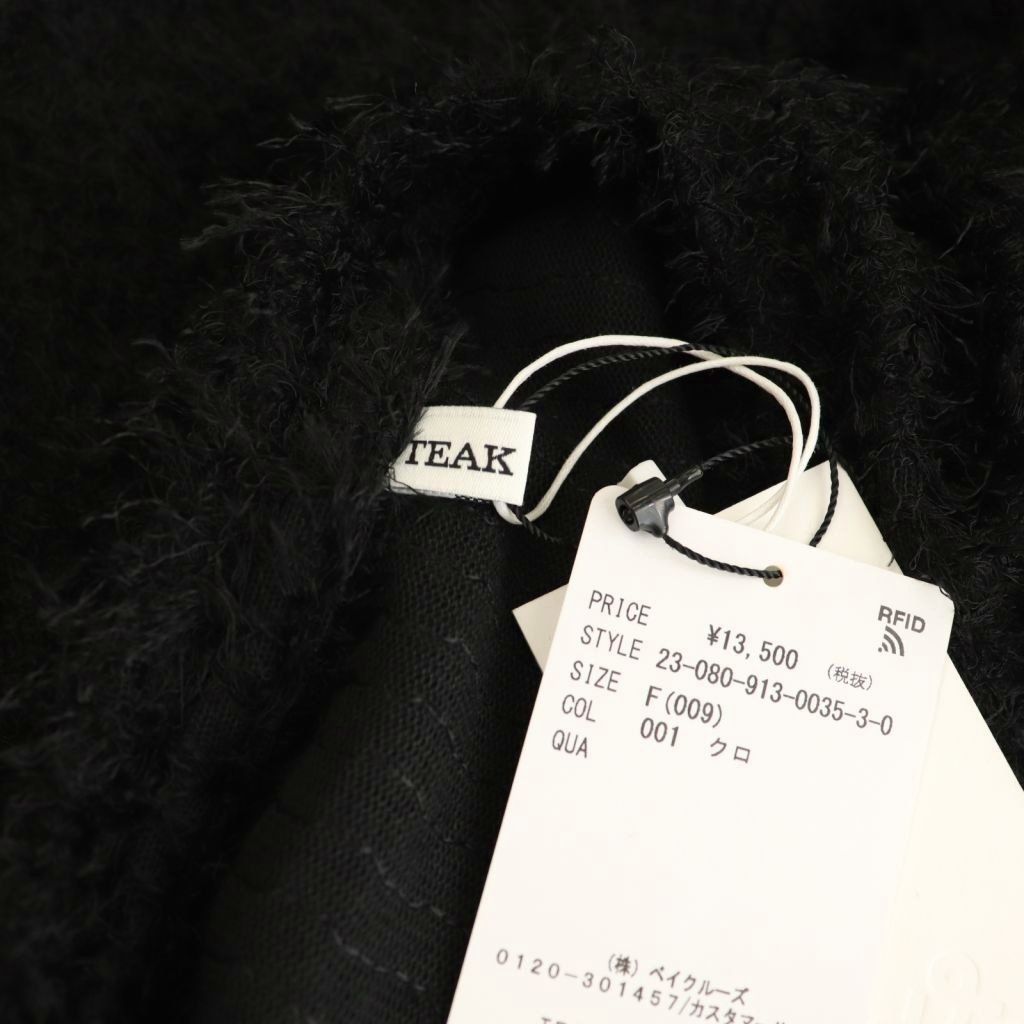 TEAK
RFID
PRICE ¥13,500 (税抜)
STYLE 23-080-913-0035-3-0
SIZE F(009)
COL 001 クロ
QUA
(株) ベイクルーズ
0120-301457/カスタマー